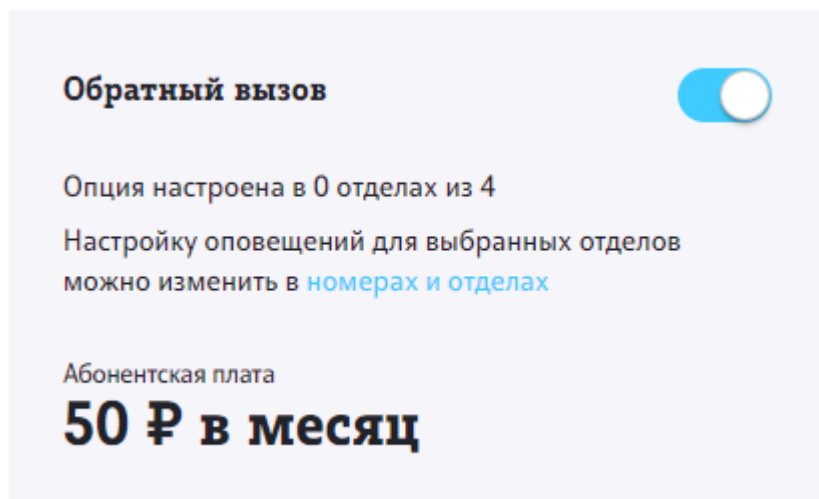 Обратный вызов
Опция настроена в 0 отделах из 4
Настройку оповещений для выбранных отделов
можно изменить в номерах и отделах
Абонентская плата
50 ₽ в месяц